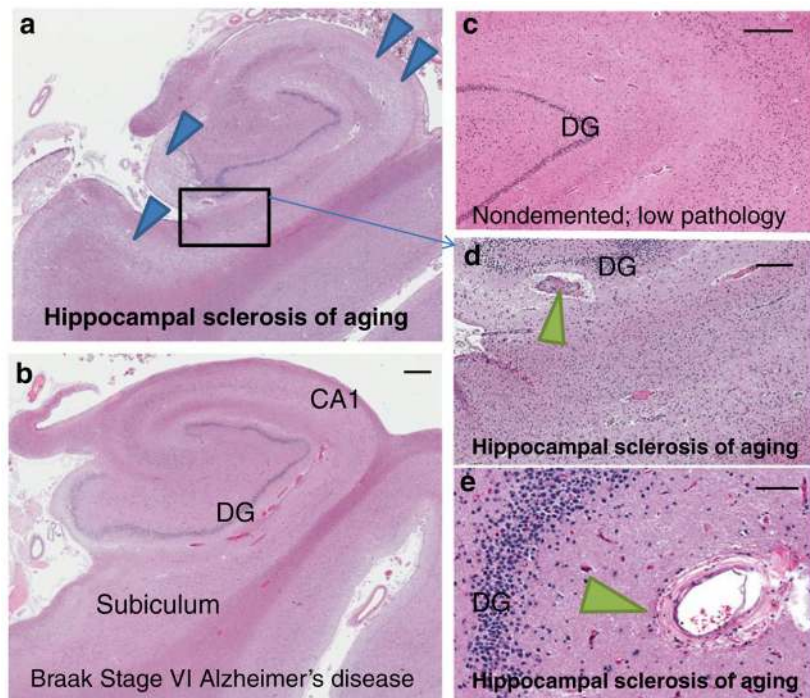 a
Hippocampal sclerosis of aging
b
CA1
DG
Subiculum
Braak Stage VI Alzheimer's disease
c
DG
Nondemented; low pathology
d
DG
Hippocampal sclerosis of aging
e
DG
Hippocampal sclerosis of aging